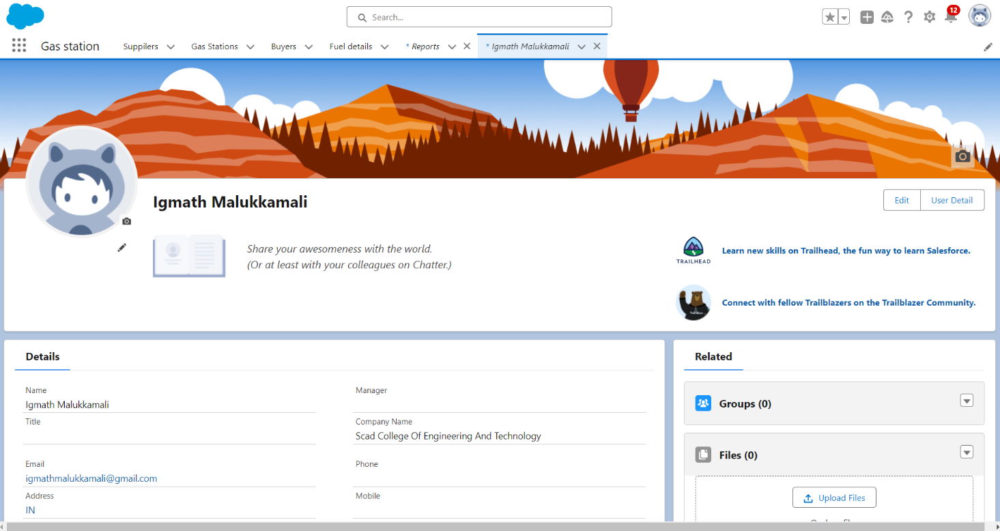 Search...
12
Gas station
Suppilers
Gas Stations
Buyers
Fuel details
* Reports
* Igmath Malukkamali
Igmath Malukkamali
Edit
User Detail
Share your awesomeness with the world.
(Or at least with your colleagues on Chatter.)
TRAILHEAD
Learn new skills on Trailhead, the fun way to learn Salesforce.
Connect with fellow Trailblazers on the Trailblazer Community.
Details
Name
Igmath Malukkamali
Title
Email
igmathmalukkamali@gmail.com
Address
IN
Manager
Company Name
Scad College Of Engineering And Technology
Phone
Mobile
Related
Groups (0)
Files (0)
Upload Files